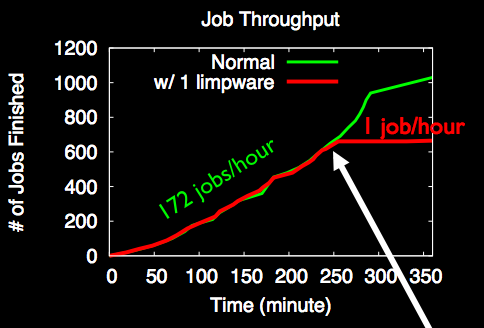 Job Throughput
# of Jobs Finished
1200
1000
800
600
400
200
0
Normal
w/ 1 limpware
172 jobs/hour
1 job/hour
0 50 100 150 200 250 300 350
Time (minute)